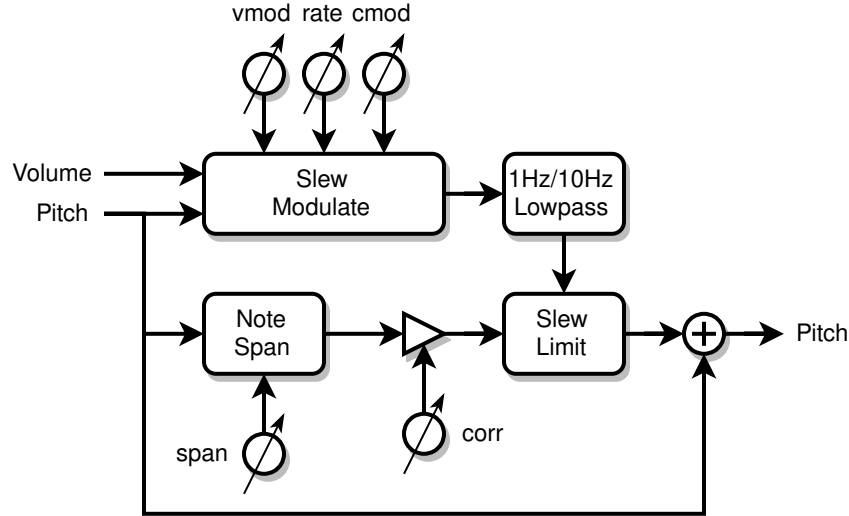 vmod rate cmod
Volume
Pitch
Slew
Modulate
1Hz/10Hz
Lowpass
Note
Span
Slew
Limit
Pitch
span
corr